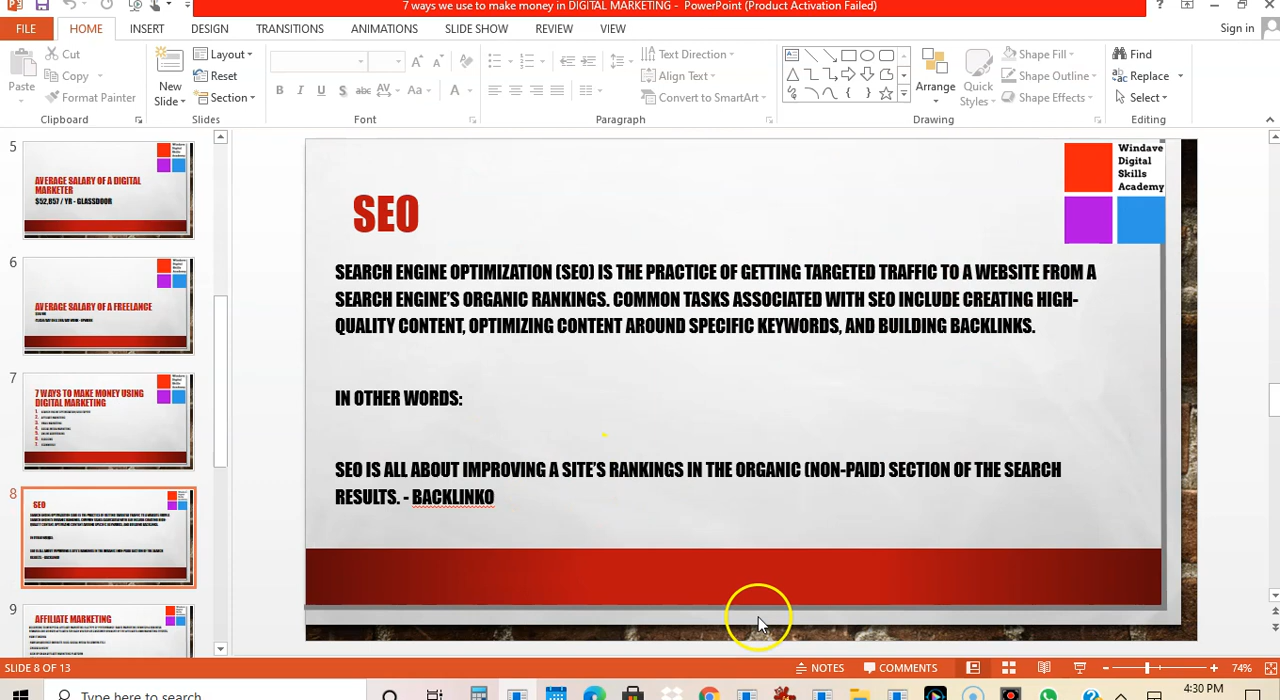 7 ways we use to make money in DIGITAL MARKETING - PowerPoint (Product Activation Failed)
?
FILE HOME INSERT DESIGN TRANSITIONS ANIMATIONS SLIDE SHOW REVIEW VIEW Sign in
Paste
Cut
Copy
Format Painter
Clipboard
New
Slide
Layout
Reset
Section
Slides
B I U S abc AV Aa A
Font
Text Direction
Align Text
Convert to SmartArt
Paragraph
Arrange
Quick
Styles
Shape Fill
Shape Outline
Shape Effects
Drawing
Find
Replace
Select
Editing
5
AVERAGE SALARY OF A DIGITAL
MARKETER
$52,857 / YR - GLASSDOOR
6
AVERAGE SALARY OF A FREELANCE
7
7 WAYS TO MAKE MONEY USING
DIGITAL MARKETING
8
SEO
9
AFFILIATE MARKETING
Windave
Digital
Skills
Academy
SEO
SEARCH ENGINE OPTIMIZATION (SEO) IS THE PRACTICE OF GETTING TARGETED TRAFFIC TO A WEBSITE FROM A
SEARCH ENGINE'S ORGANIC RANKINGS. COMMON TASKS ASSOCIATED WITH SEO INCLUDE CREATING HIGH-
QUALITY CONTENT, OPTIMIZING CONTENT AROUND SPECIFIC KEYWORDS, AND BUILDING BACKLINKS.
IN OTHER WORDS:
SEO IS ALL ABOUT IMPROVING A SITE'S RANKINGS IN THE ORGANIC (NON-PAID) SECTION OF THE SEARCH
RESULTS. - BACKLINKO
SLIDE 8 OF 13
NOTES
COMMENTS
74%
Type here to search
4:30 PM